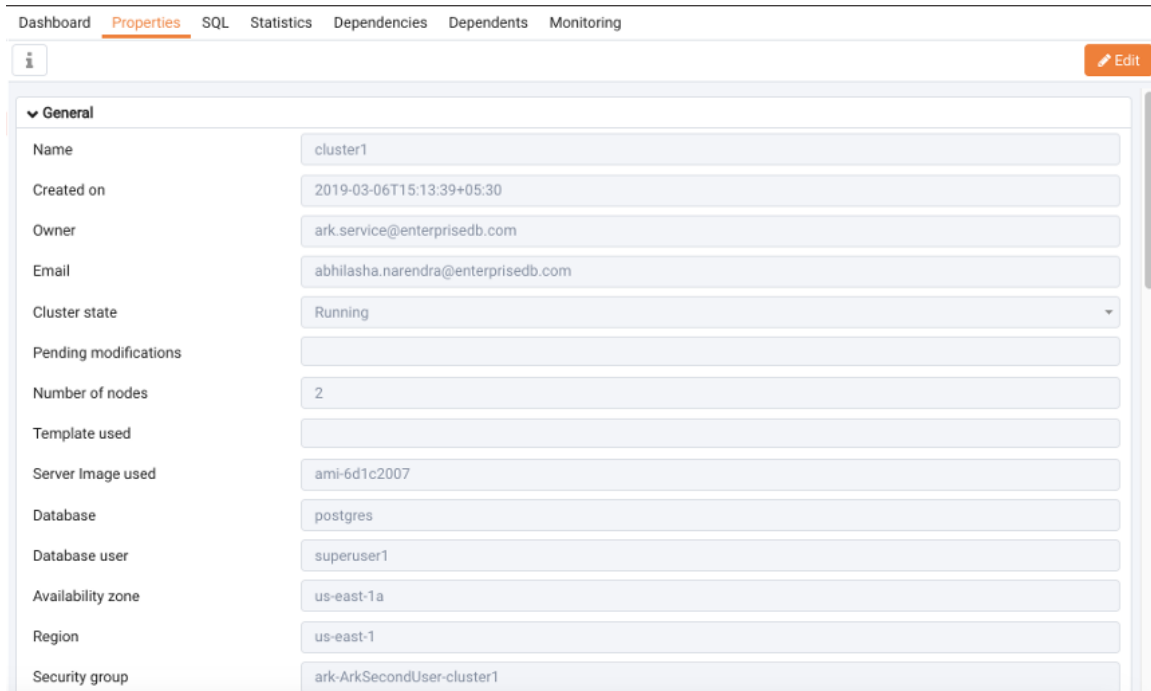 Dashboard Properties SQL Statistics Dependencies Dependents Monitoring
i Edit
General
Name cluster1
Created on 2019-03-06T15:13:39+05:30
Owner ark.service@enterprisedb.com
Email abhilasha.narendra@enterprisedb.com
Cluster state Running
Pending modifications
Number of nodes 2
Template used
Server Image used ami-6d1c2007
Database postgres
Database user superuser1
Availability zone us-east-1a
Region us-east-1
Security group ark-ArkSecondUser-cluster1